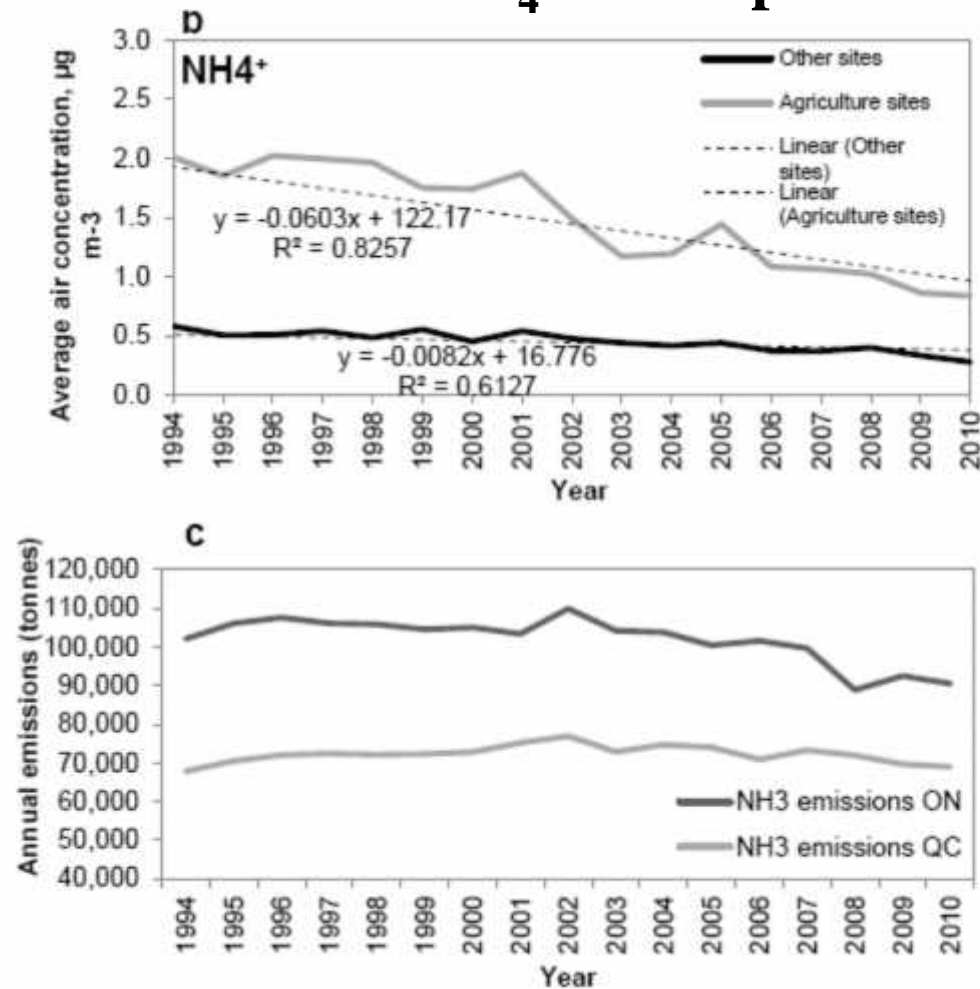 4
b
NH4⁺
3.0
2.5
2.0
1.5
1.0
0.5
0.0
Average air concentration, µg
m-3
Other sites
Agriculture sites
Linear (Other
sites)
Linear
(Agriculture sites)
y = -0.0603x + 122.17
R² = 0.8257
y = -0.0082x + 16.776
R² = 0.6127
1994
1995
1996
1997
1998
1999
2000
2001
2002
2003
2004
2005
2006
2007
2008
2009
2010
Year
c
120,000
110,000
100,000
90,000
80,000
70,000
60,000
50,000
40,000
Annual emissions (tonnes)
NH3 emissions ON
NH3 emissions QC
1994
1995
1996
1997
1998
1999
2000
2001
2002
2003
2004
2005
2006
2007
2008
2009
2010
Year